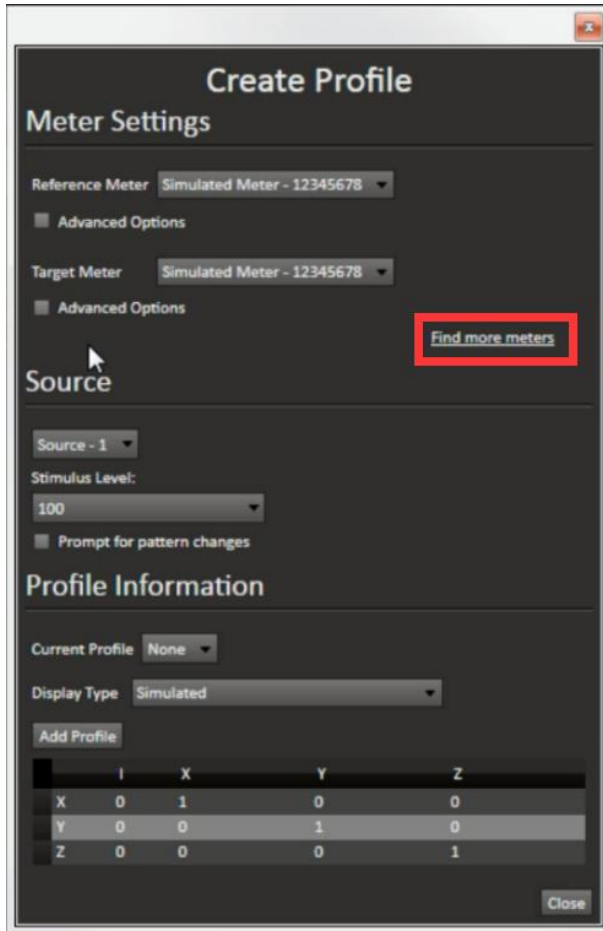 x
Create Profile
Meter Settings
Reference Meter Simulated Meter - 12345678
Advanced Options
Target Meter Simulated Meter - 12345678
Advanced Options
Find more meters
Source
Source - 1
Stimulus Level:
100
Prompt for pattern changes
Profile Information
Current Profile None
Display Type Simulated
Add Profile
I X Y Z
X 0 1 0 0
Y 0 0 1 0
Z 0 0 0 1
Close